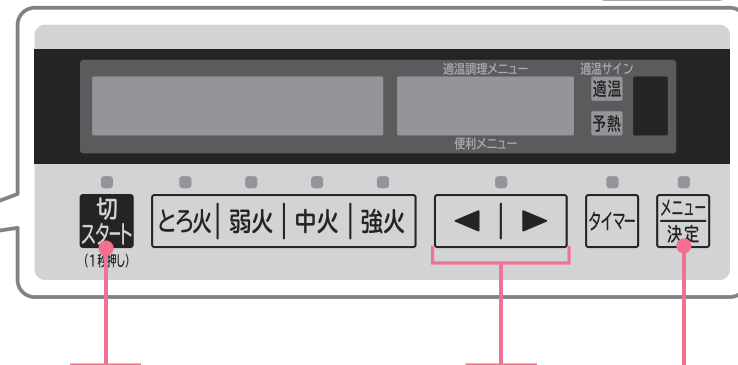 適温調理メニュー
適温サイン
適温
予熱
便利メニュー
切
スタート
(1秒押し)
とろ火
弱火
中火
強火
タイマー
メニュー
決定